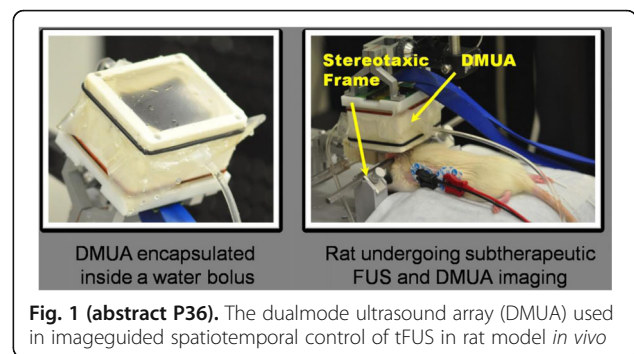 Stereotaxic DMUA
Frame
DMUA encapsulated
inside a water bolus
Rat undergoing subtherapeutic
FUS and DMUA imaging
Fig. 1 (abstract P36). The dualmode ultrasound array (DMUA) used
in imageguided spatiotemporal control of tFUS in rat model in vivo